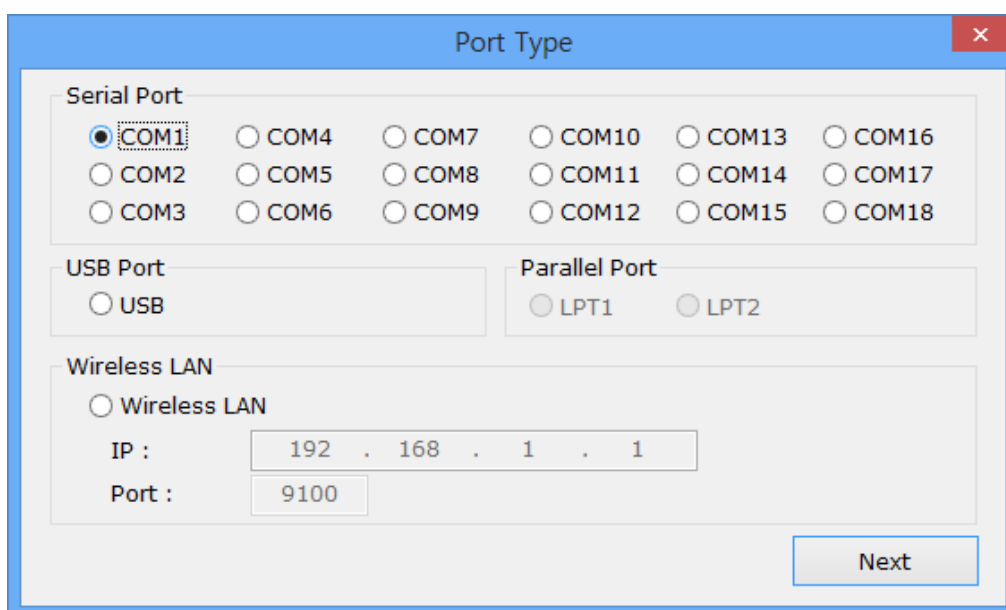 Port Type
Serial Port
COM1 COM4 COM7 COM10 COM13 COM16
COM2 COM5 COM8 COM11 COM14 COM17
COM3 COM6 COM9 COM12 COM15 COM18
USB Port Parallel Port
USB LPT1 LPT2
Wireless LAN
Wireless LAN
IP : 192 . 168 . 1 . 1
Port : 9100
Next